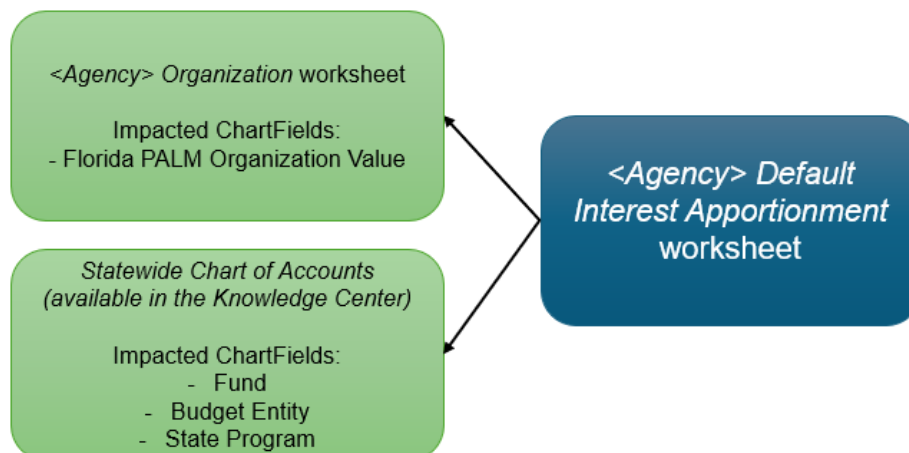 <Agency> Organization worksheet
Impacted ChartFields:
- Florida PALM Organization Value
<Agency> Default
Interest Apportionment
worksheet
Statewide Chart of Accounts
(available in the Knowledge Center)
Impacted ChartFields:
- Fund
- Budget Entity
- State Program